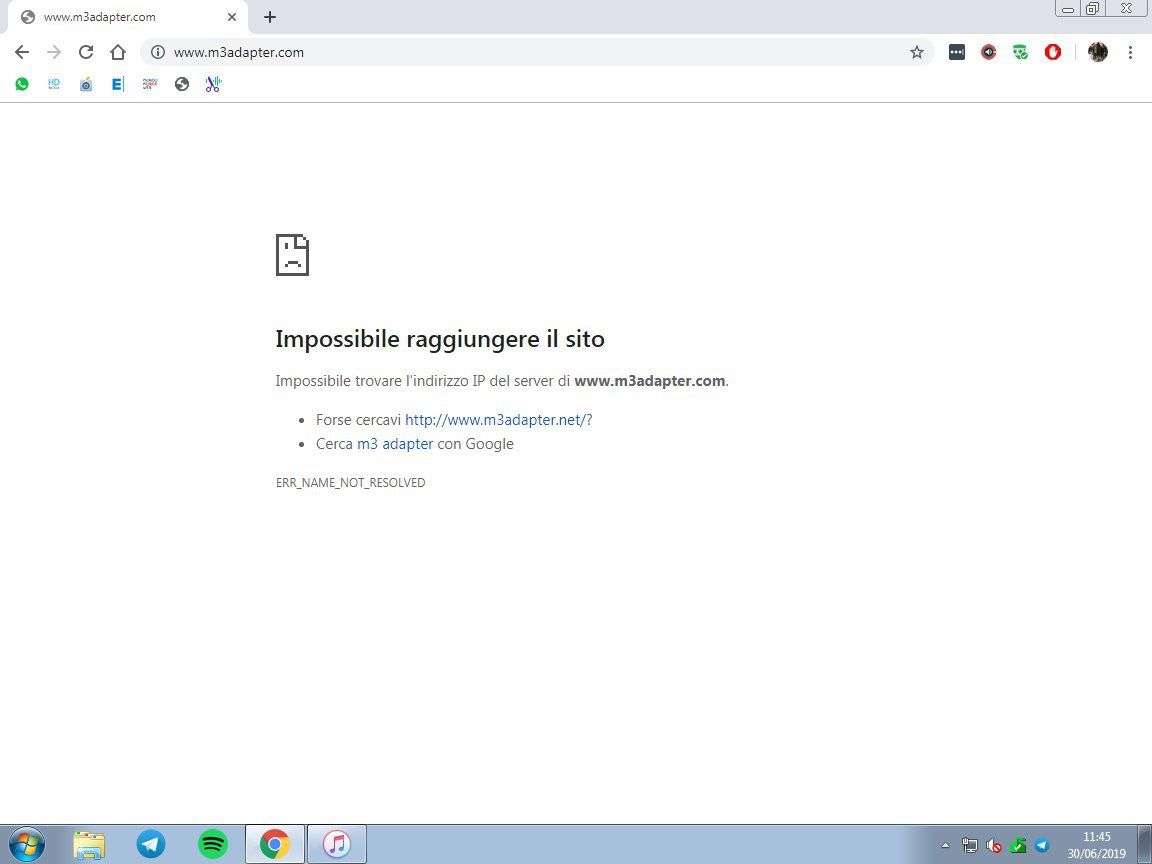 www.m3adapter.com
www.m3adapter.com
HD
E
Impossibile raggiungere il sito
Impossibile trovare l'indirizzo IP del server di www.m3adapter.com.
Forse cercavi http://www.m3adapter.net/?
Cerca m3 adapter con Google
ERR_NAME_NOT_RESOLVED
11:45
30/06/2019